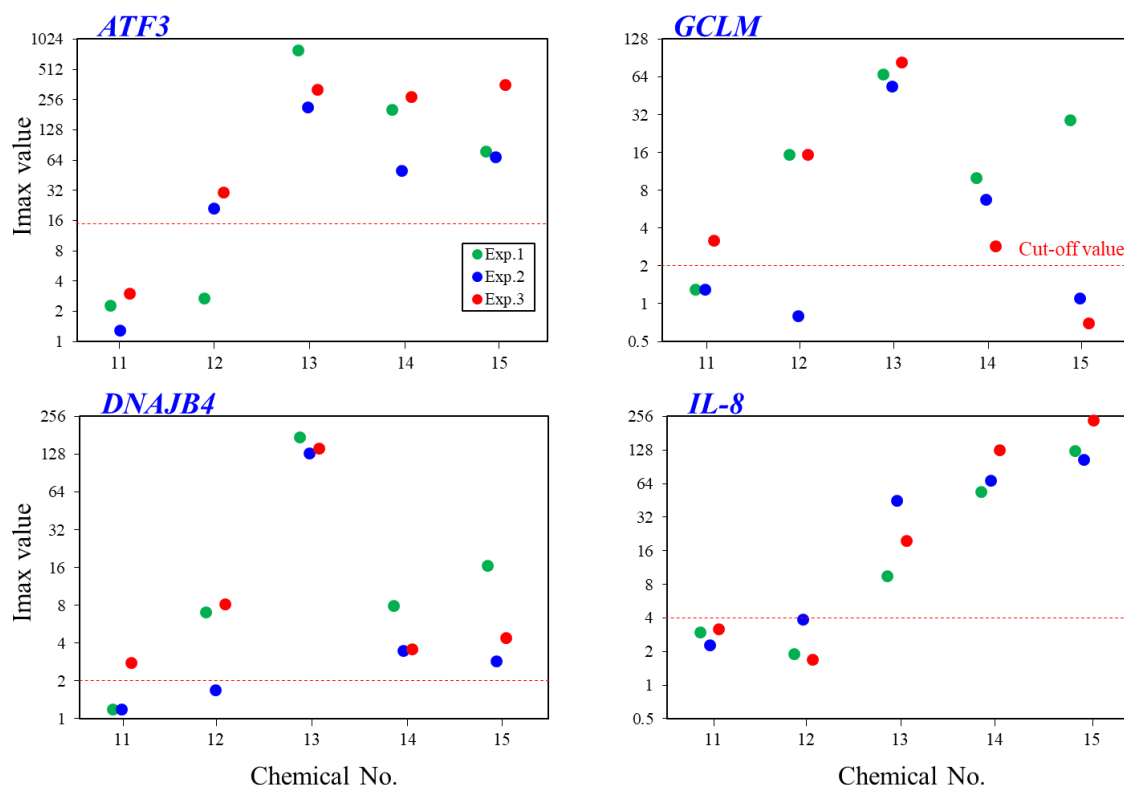 ATF3
1024
512
256
128
64
32
16
8
4
2
1
Imax value
11 12 13 14 15
Exp.1
Exp.2
Exp.3
GCLM
128
64
32
16
8
4
2
1
0.5
Cut-off value
11 12 13 14 15
DNAJB4
256
128
64
32
16
8
4
2
1
Imax value
11 12 13 14 15
Chemical No.
IL-8
256
128
64
32
16
8
4
2
1
0.5
11 12 13 14 15
Chemical No.